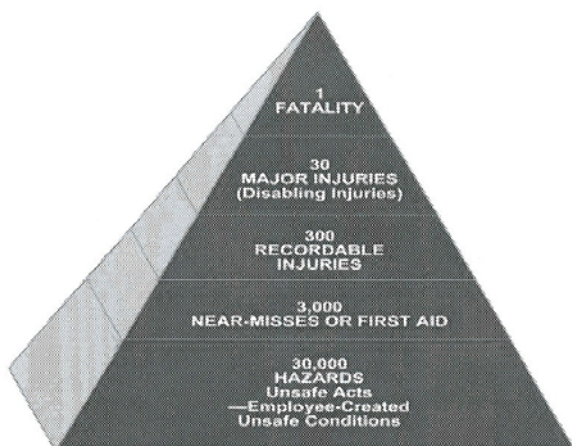 1
FATALITY
30
MAJOR INJURIES
(Disabling Injuries)
300
RECORDABLE
INJURIES
3,000
NEAR-MISSES OR FIRST AID
30,000
HAZARDS
Unsafe Acts
—Employee-Created
Unsafe Conditions